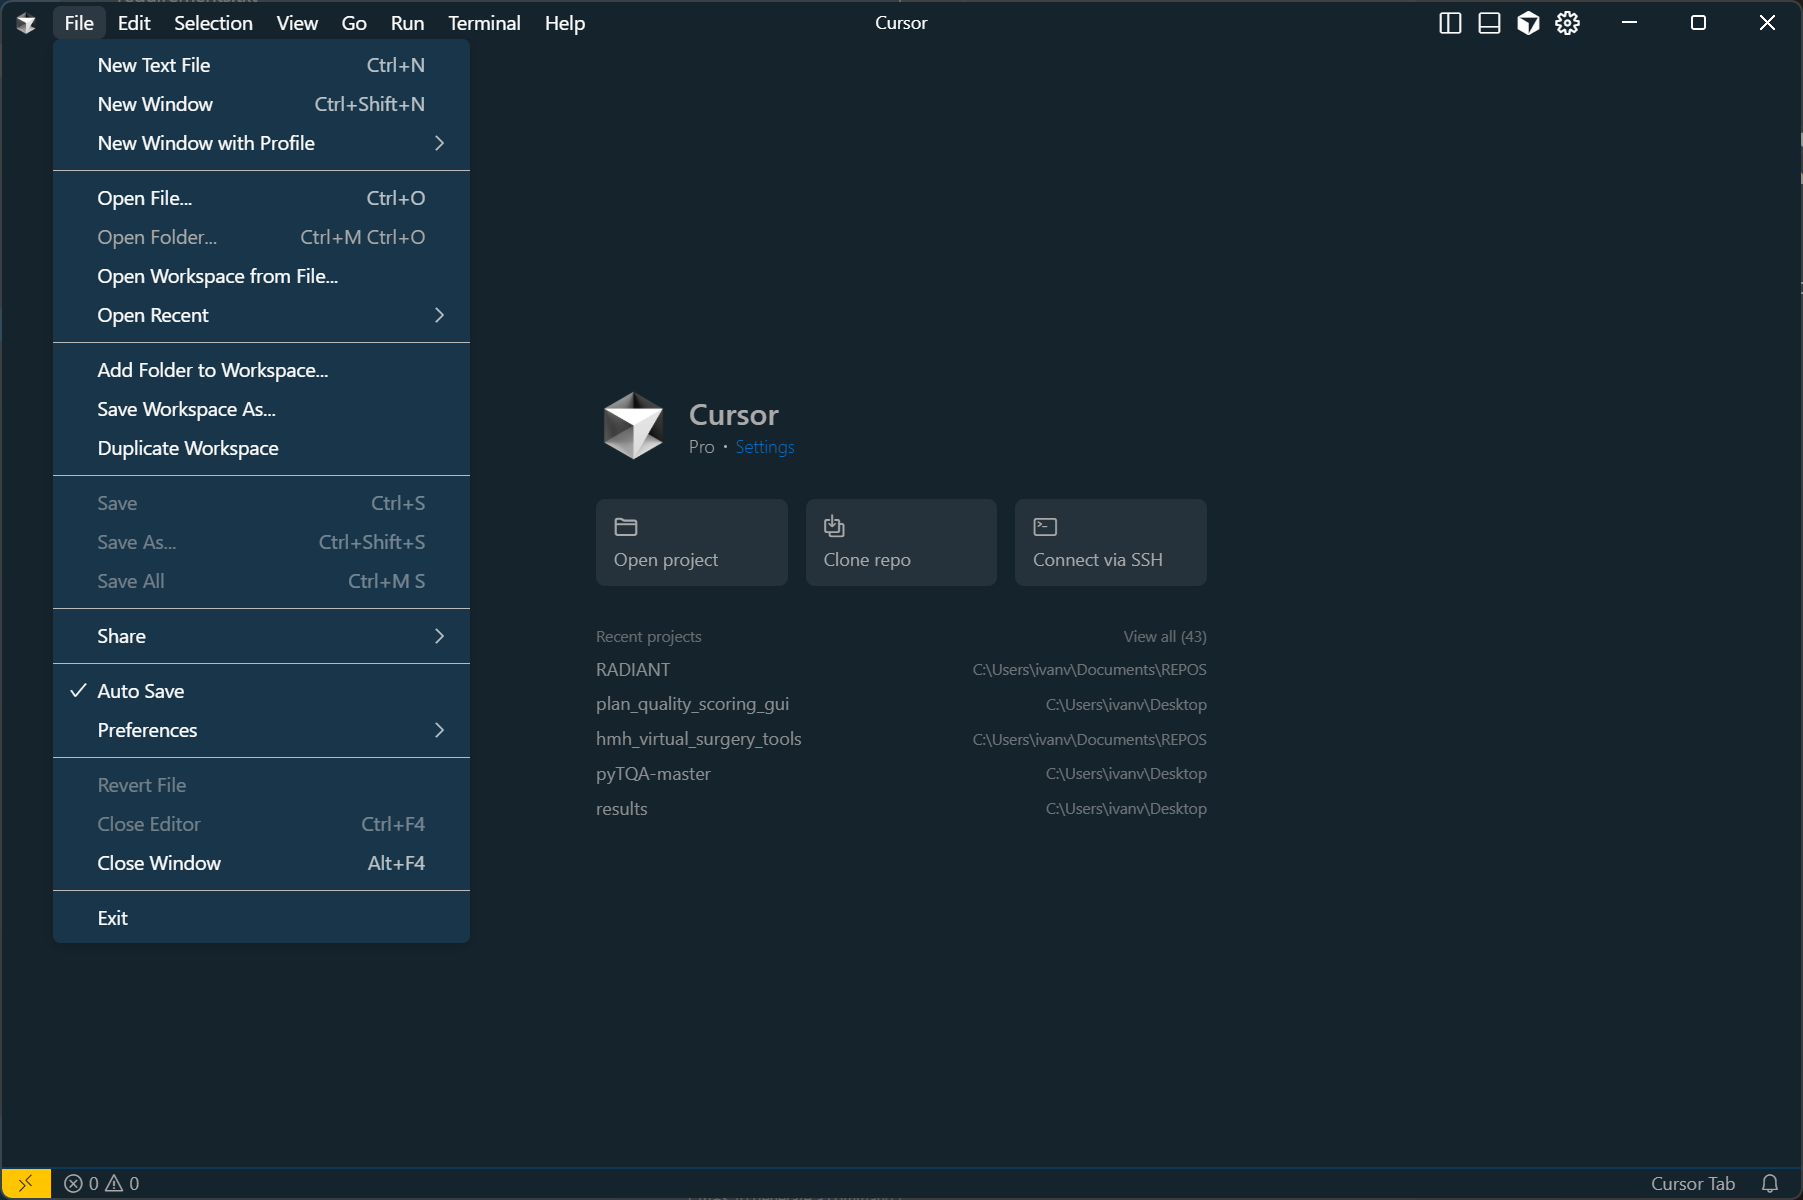 File Edit Selection View Go Run Terminal Help
Cursor
New Text File Ctrl+N
New Window Ctrl+Shift+N
New Window with Profile
Open File... Ctrl+O
Open Folder... Ctrl+M Ctrl+O
Open Workspace from File...
Open Recent
Add Folder to Workspace...
Save Workspace As...
Duplicate Workspace
Save Ctrl+S
Save As... Ctrl+Shift+S
Save All Ctrl+M S
Share
Auto Save
Preferences
Revert File
Close Editor Ctrl+F4
Close Window Alt+F4
Exit
Cursor
Pro • Settings
Open project
Clone repo
Connect via SSH
Recent projects View all (43)
RADIANT C:\Users\ivanv\Documents\REPOS
plan_quality_scoring_gui C:\Users\ivanv\Desktop
hmh_virtual_surgery_tools C:\Users\ivanv\Documents\REPOS
pyTQA-master C:\Users\ivanv\Desktop
results C:\Users\ivanv\Desktop
0 0
Cursor Tab